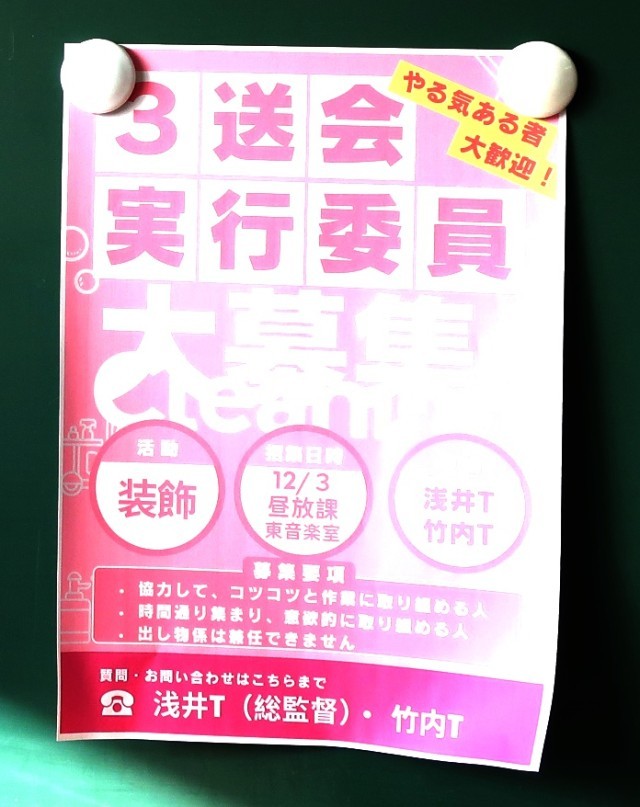 やる気ある者
大歓迎！
3送会
実行委員
大募集
活動
装飾
招集日時
12/3
昼放課
東音楽室
浅井T
竹内T
募集要項
・ 協力して、コツコツと作業に取り組める人
・ 時間通り集まり、意欲的に取り組める人
・ 出し物係は兼任できません
質問・お問い合わせはこちらまで
☎ 浅井T（総監督）・ 竹内T